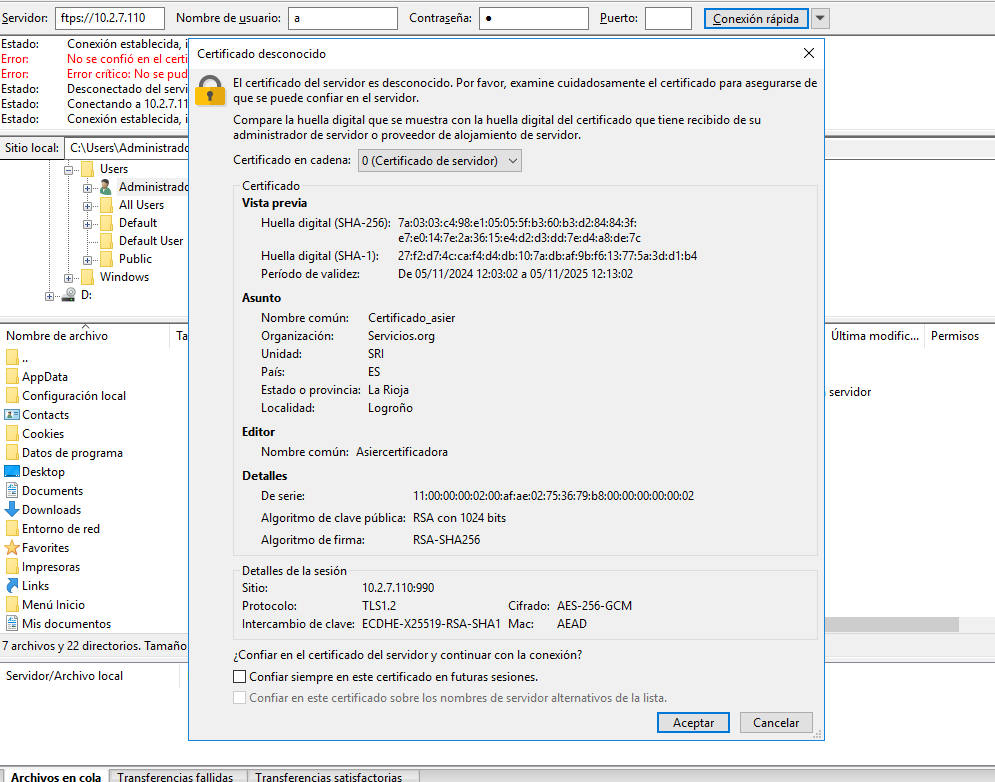 Servidor: ftps://10.2.7.110 Nombre de usuario: a Contraseña: ● Puerto: Conexión rápida
Estado: Conexión establecida, i
Error: No se confió en el certi
Error: Error crítico: No se pud
Estado: Desconectado del servi
Estado: Conectando a 10.2.7.11
Estado: Conexión establecida, i
Sitio local: C:\Users\Administrado
Users
Administrado
All Users
Default
Default User
Public
Windows
D:
Nombre de archivo Ta
..
AppData
Configuración local
Contacts
Cookies
Datos de programa
Desktop
Documents
Downloads
Entorno de red
Favorites
Impresoras
Links
Menú Inicio
Mis documentos
7 archivos y 22 directorios. Tamaño
Servidor/Archivo local
Archivos en cola Transferencias fallidas Transferencias satisfactorias
Certificado desconocido
El certificado del servidor es desconocido. Por favor, examine cuidadosamente el certificado para asegurarse de
que se puede confiar en el servidor.
Compare la huella digital que se muestra con la huella digital del certificado que tiene recibido de su
administrador de servidor o proveedor de alojamiento de servidor.
Certificado en cadena: 0 (Certificado de servidor)
Certificado
Vista previa
Huella digital (SHA-256): 7a:03:03:c4:98:e1:05:05:5f:b3:60:b3:d2:84:84:3f:
e7:e0:14:7e:2a:36:15:e4:d2:d3:dd:7e:d4:a8:de:7c
Huella digital (SHA-1): 27:f2:d7:4c:ca:f4:d4:db:10:7a:db:af:9b:f6:13:77:5a:3d:d1:b4
Período de validez: De 05/11/2024 12:03:02 a 05/11/2025 12:13:02
Asunto
Nombre común: Certificado_asier
Organización: Servicios.org
Unidad: SRI
País: ES
Estado o provincia: La Rioja
Localidad: Logroño
Editor
Nombre común: Asiercertificadora
Detalles
De serie: 11:00:00:00:02:00:af:ae:02:75:36:79:b8:00:00:00:00:00:02
Algoritmo de clave pública: RSA con 1024 bits
Algoritmo de firma: RSA-SHA256
Detalles de la sesión
Sitio: 10.2.7.110:990
Protocolo: TLS1.2 Cifrado: AES-256-GCM
Intercambio de clave: ECDHE-X25519-RSA-SHA1 Mac: AEAD
¿Confiar en el certificado del servidor y continuar con la conexión?
Confiar siempre en este certificado en futuras sesiones.
Confiar en este certificado sobre los nombres de servidor alternativos de la lista.
Aceptar Cancelar
Última modific... Permisos
servidor